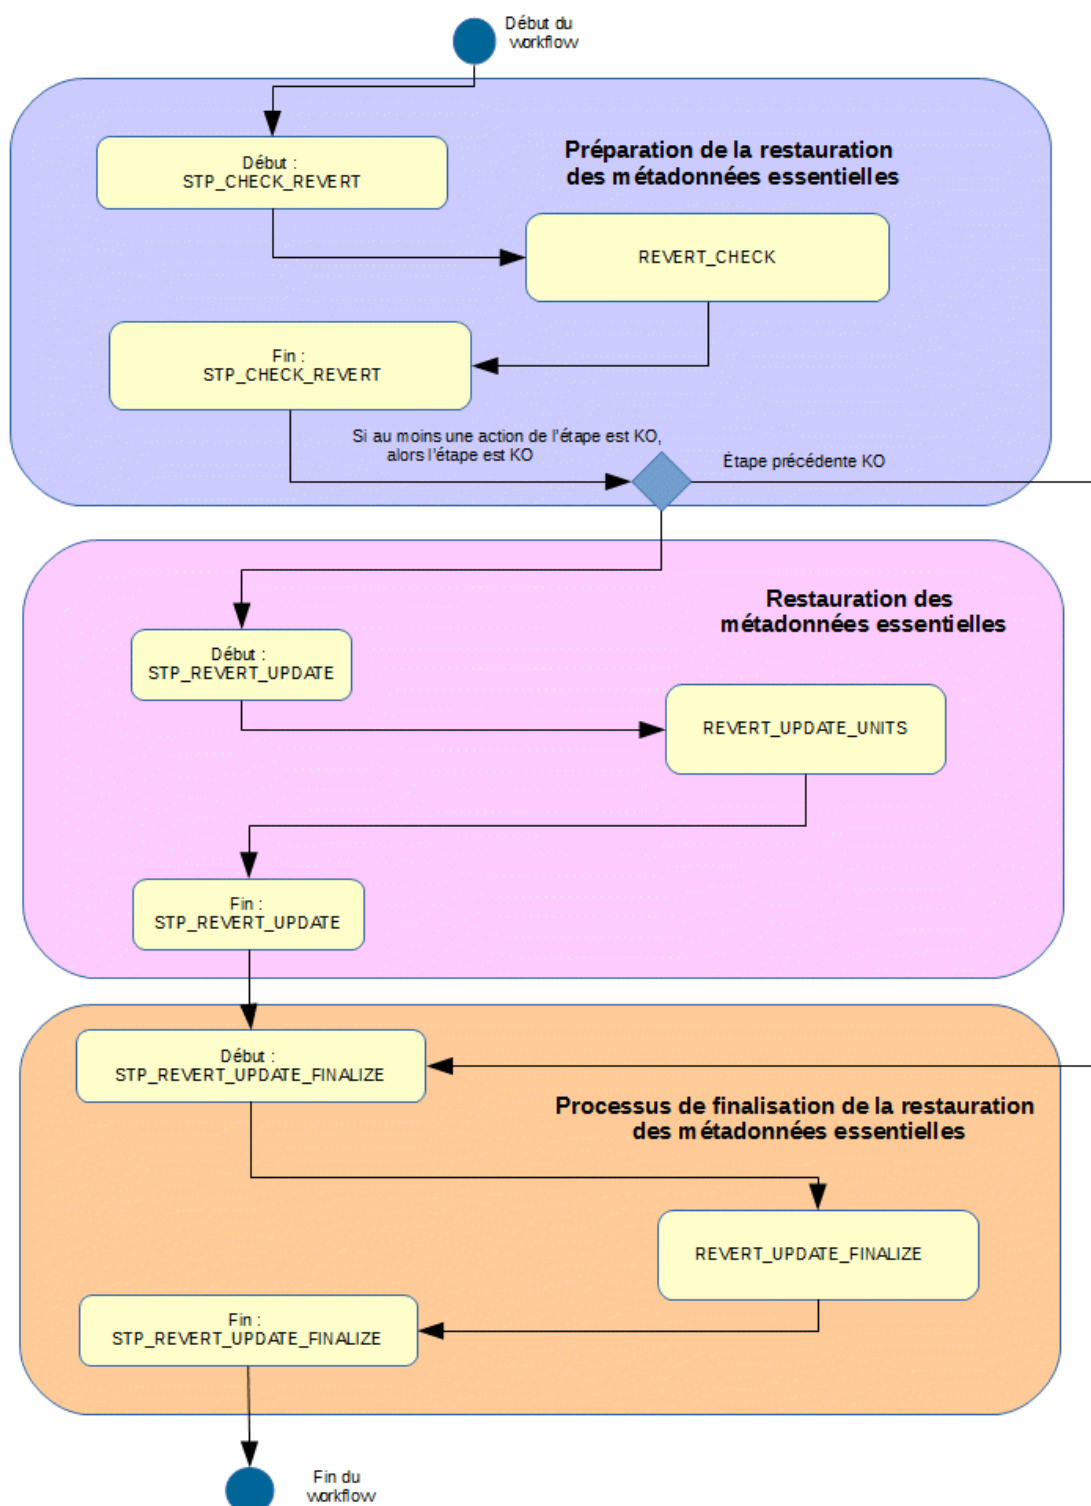 Début du
workflow
Début :
STP_CHECK_REVERT
Préparation de la restauration
des métadonnées essentielles
REVERT_CHECK
Fin :
STP_CHECK_REVERT
Si au moins une action de l'étape est KO,
alors l'étape est KO
Étape précédente KO
Restauration des
métadonnées essentielles
Début :
STP_REVERT_UPDATE
REVERT_UPDATE_UNITS
Fin :
STP_REVERT_UPDATE
Début :
STP_REVERT_UPDATE_FINALIZE
Processus de finalisation de la restauration
des métadonnées essentielles
REVERT_UPDATE_FINALIZE
Fin :
STP_REVERT_UPDATE_FINALIZE
Fin du
workflow